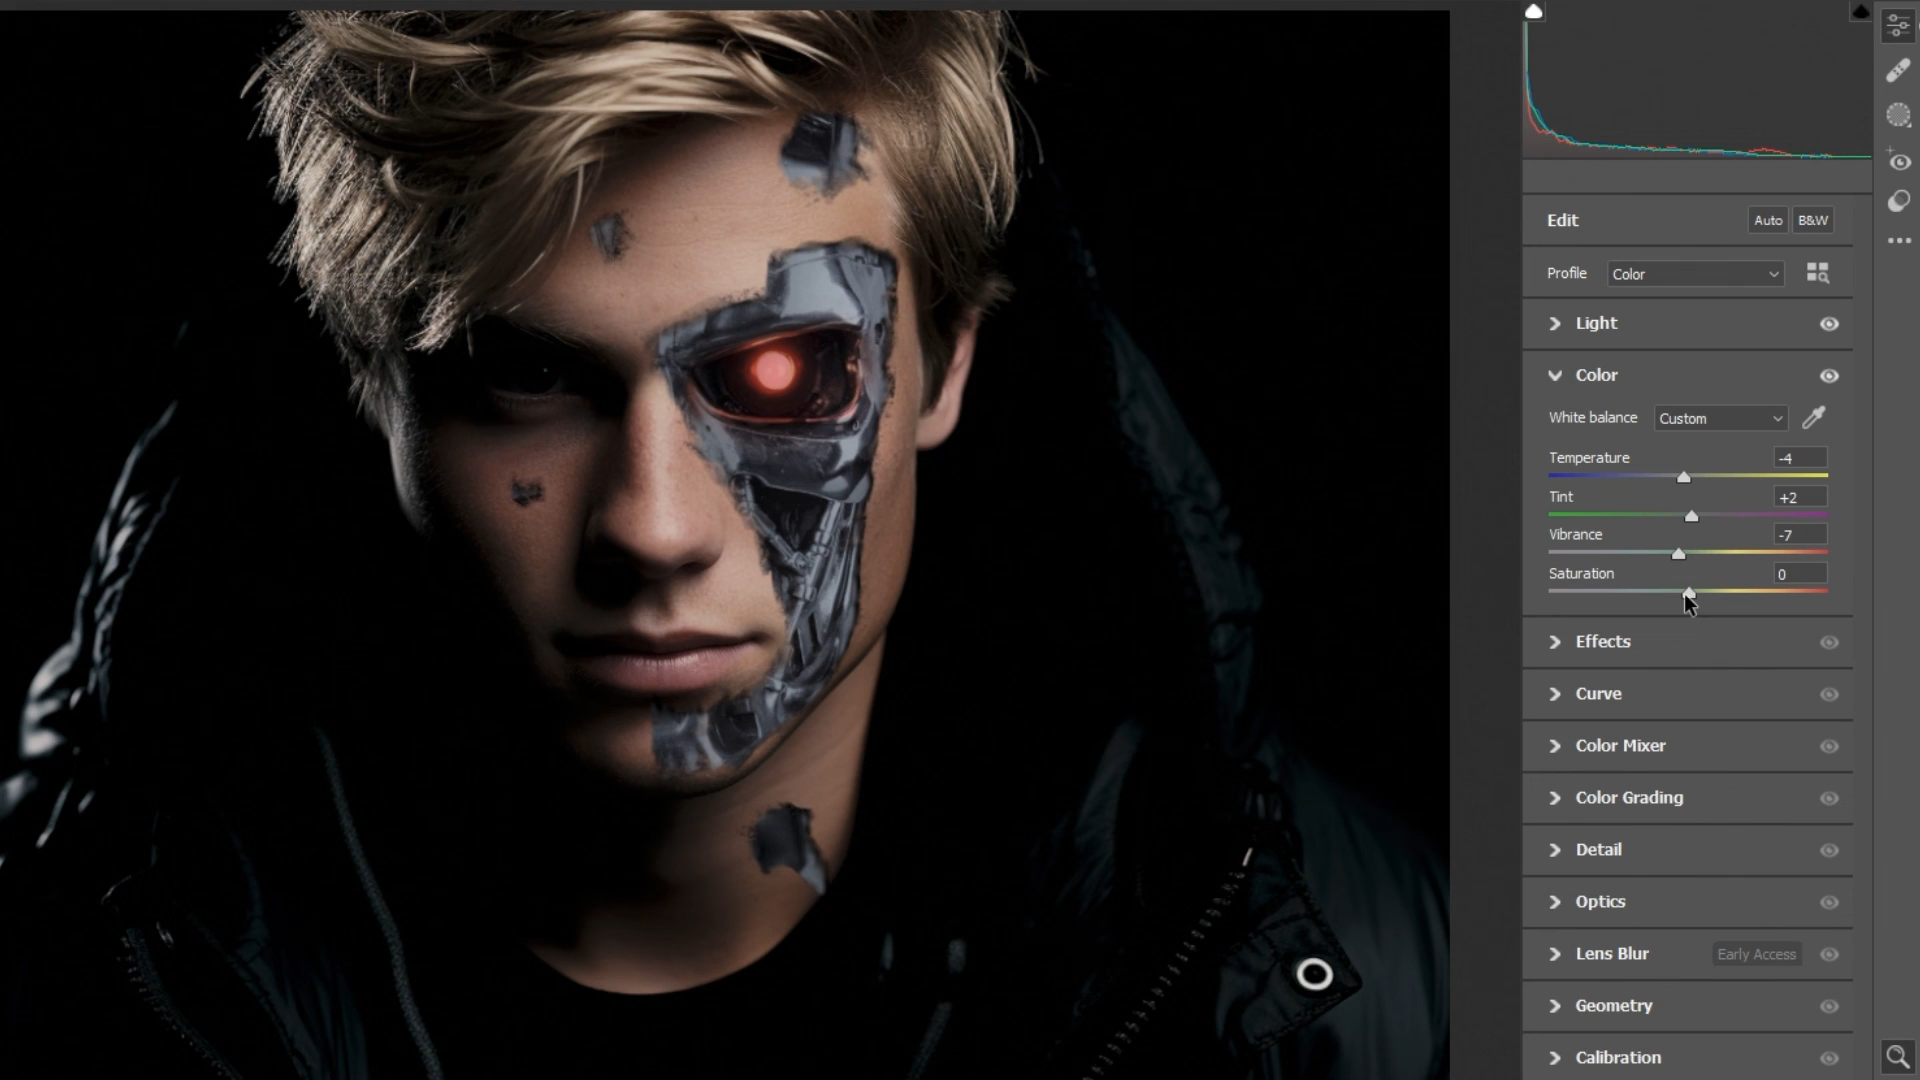 Edit Auto B&W
Profile Color
Light
Color
White balance Custom
Temperature -4
Tint +2
Vibrance -7
Saturation 0
Effects
Curve
Color Mixer
Color Grading
Detail
Optics
Lens Blur Early Access
Geometry
Calibration